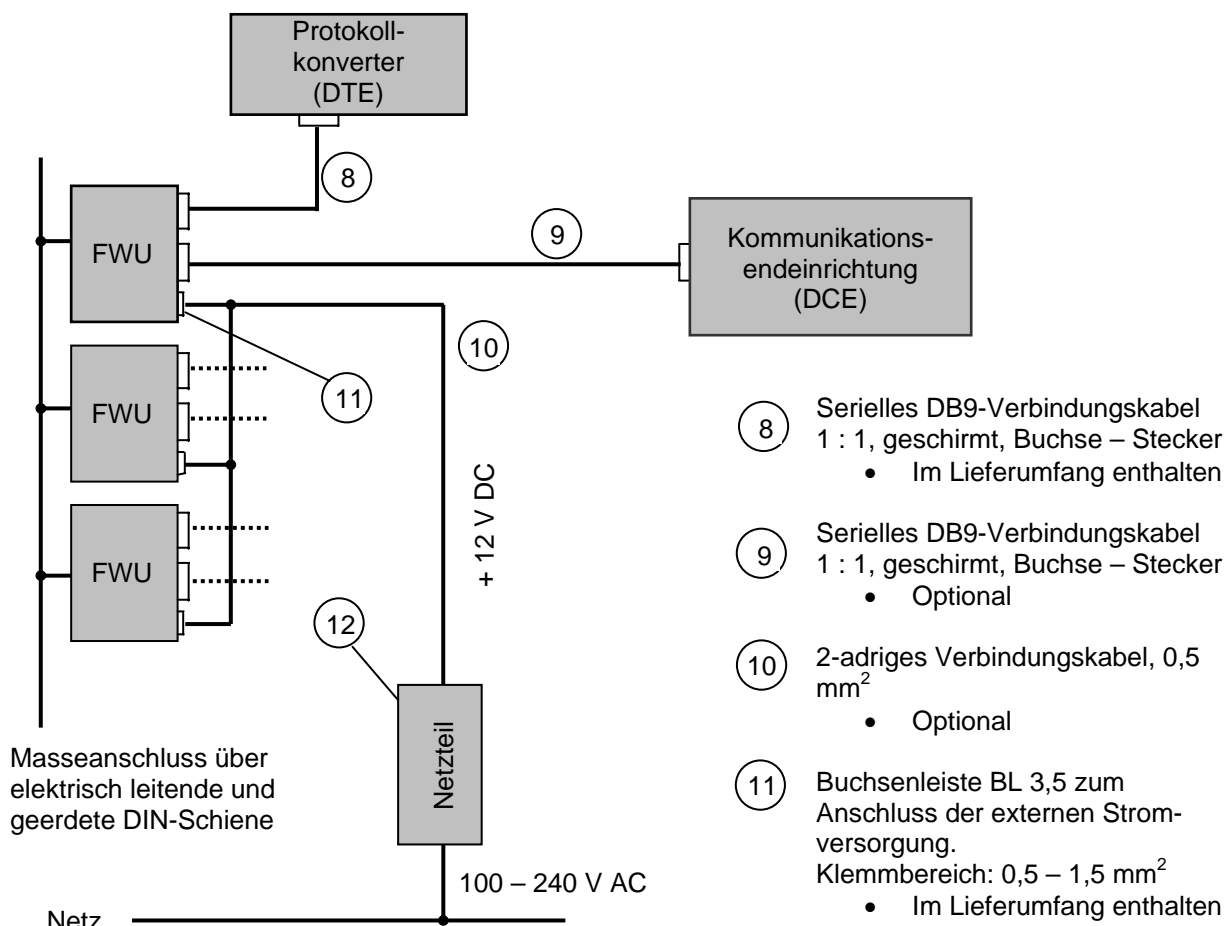 Protokoll-
konverter
(DTE)
8
FWU
9
Kommunikations-
endeinrichtung
(DCE)
10
11
FWU
+ 12 V DC
FWU
12
Netzteil
Masseanschluss über
elektrisch leitende und
geerdete DIN-Schiene
100 – 240 V AC
Netz
8
Serielles DB9-Verbindungskabel
1 : 1, geschirmt, Buchse – Stecker
• Im Lieferumfang enthalten
9
Serielles DB9-Verbindungskabel
1 : 1, geschirmt, Buchse – Stecker
• Optional
10
2-adriges Verbindungskabel, 0,5
mm²
• Optional
11
Buchsenleiste BL 3,5 zum
Anschluss der externen Strom-
versorgung.
Klemmbereich: 0,5 – 1,5 mm²
• Im Lieferumfang enthalten